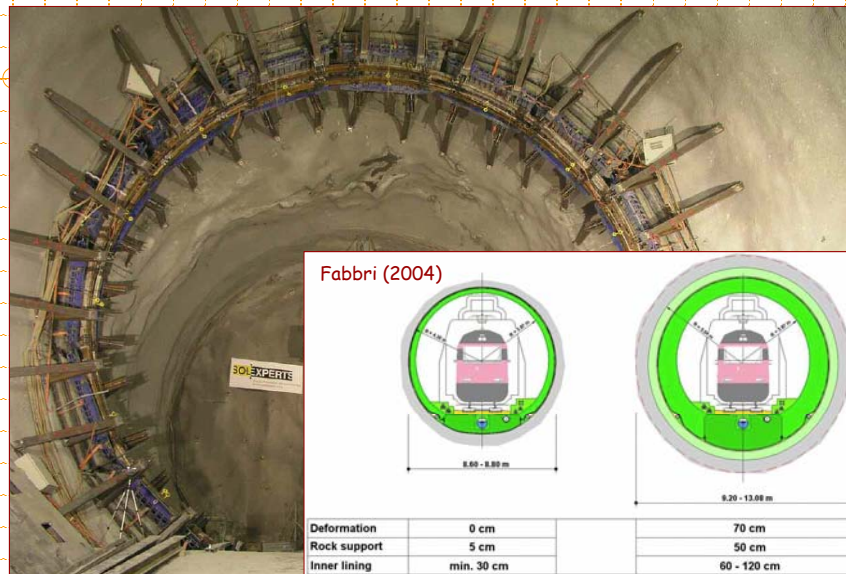 SOLEXPERTS
Fabbri (2004)
8.60 - 8.80 m
9.20 - 13.08 m
Deformation 0 cm 70 cm
Rock support 5 cm 50 cm
Inner lining min. 30 cm 60 - 120 cm